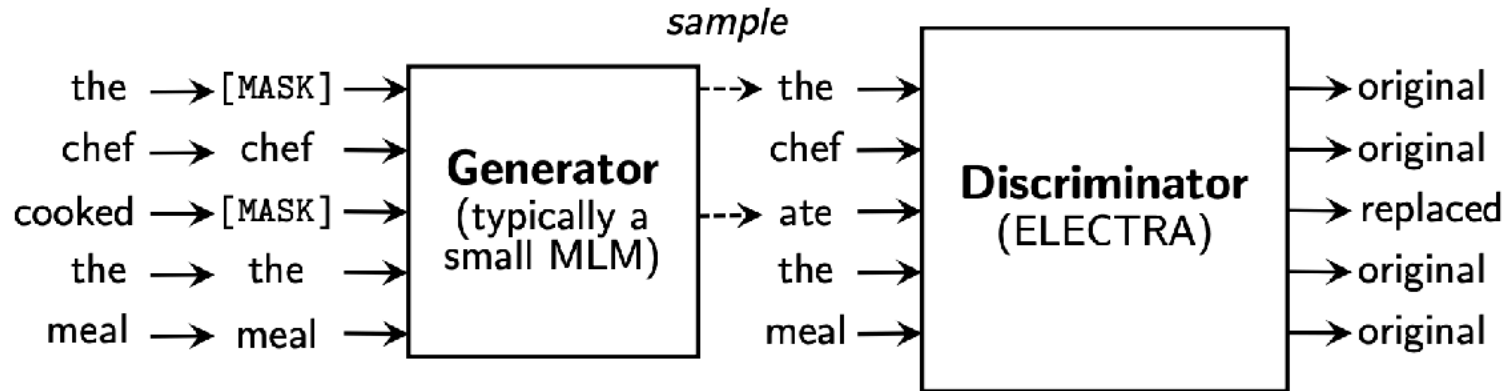 sample
the [MASK] the original
chef chef chef original
cooked [MASK] ate replaced
the the the original
meal meal meal original
Generator
(typically a
small MLM)
Discriminator
(ELECTRA)